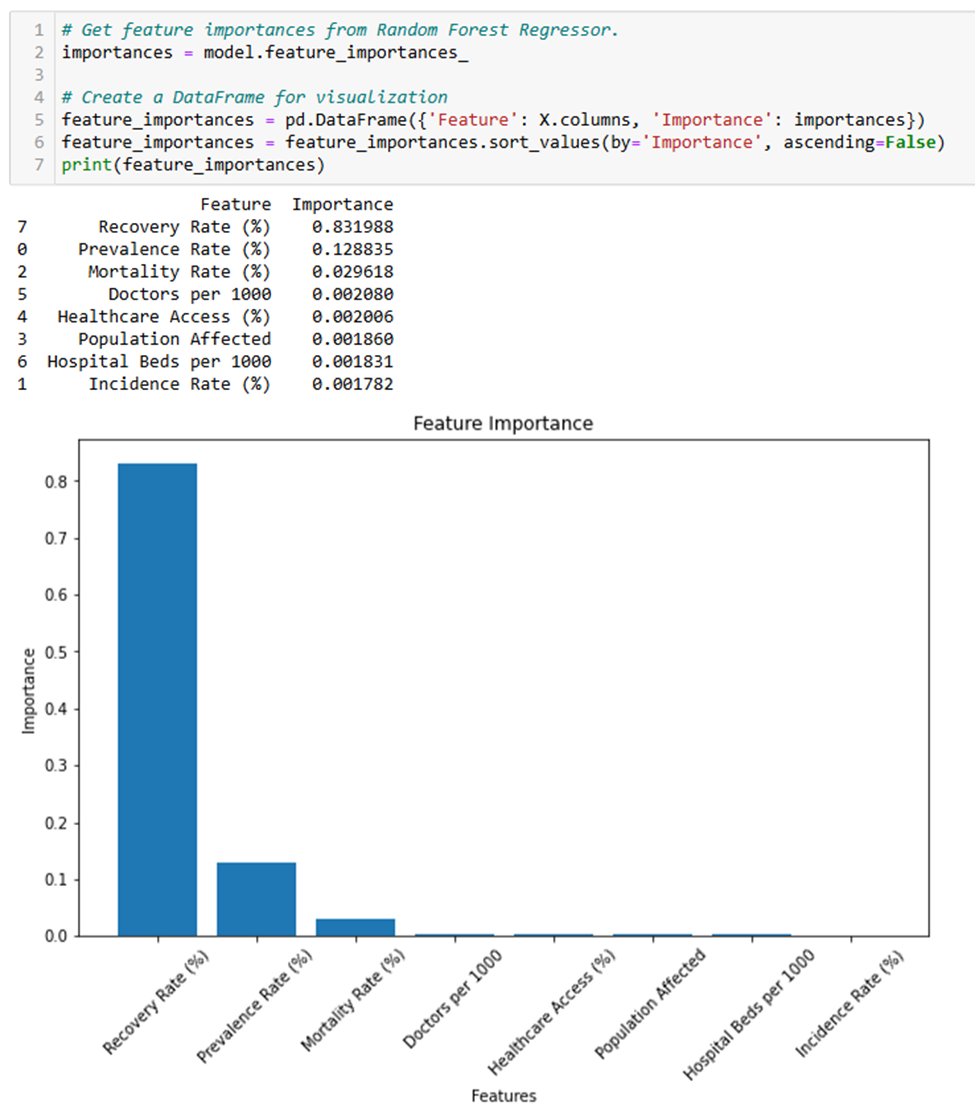 1 # Get feature importances from Random Forest Regressor.
2 importances = model.feature_importances_
3
4 # Create a DataFrame for visualization
5 feature_importances = pd.DataFrame({'Feature': X.columns, 'Importance': importances})
6 feature_importances = feature_importances.sort_values(by='Importance', ascending=False)
7 print(feature_importances)
Feature Importance
7 Recovery Rate (%) 0.831988
0 Prevalence Rate (%) 0.128835
2 Mortality Rate (%) 0.029618
5 Doctors per 1000 0.002080
4 Healthcare Access (%) 0.002006
3 Population Affected 0.001860
6 Hospital Beds per 1000 0.001831
1 Incidence Rate (%) 0.001782
Feature Importance
0.8
0.7
0.6
0.5
0.4
0.3
0.2
0.1
0.0
Importance
Recovery Rate (%)
Prevalence Rate (%)
Mortality Rate (%)
Doctors per 1000
Healthcare Access (%)
Population Affected
Hospital Beds per 1000
Incidence Rate (%)
Features